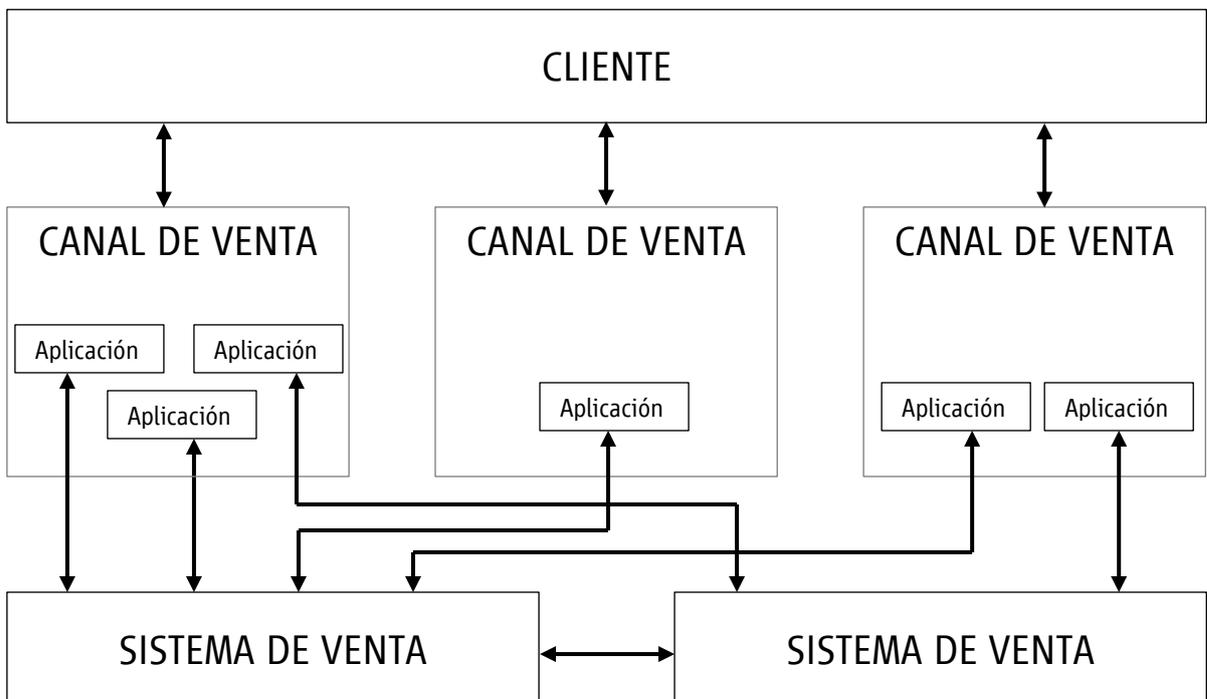 CLIENTE
CANAL DE VENTA
CANAL DE VENTA
CANAL DE VENTA
Aplicación
Aplicación
Aplicación
Aplicación
Aplicación
Aplicación
SISTEMA DE VENTA
SISTEMA DE VENTA